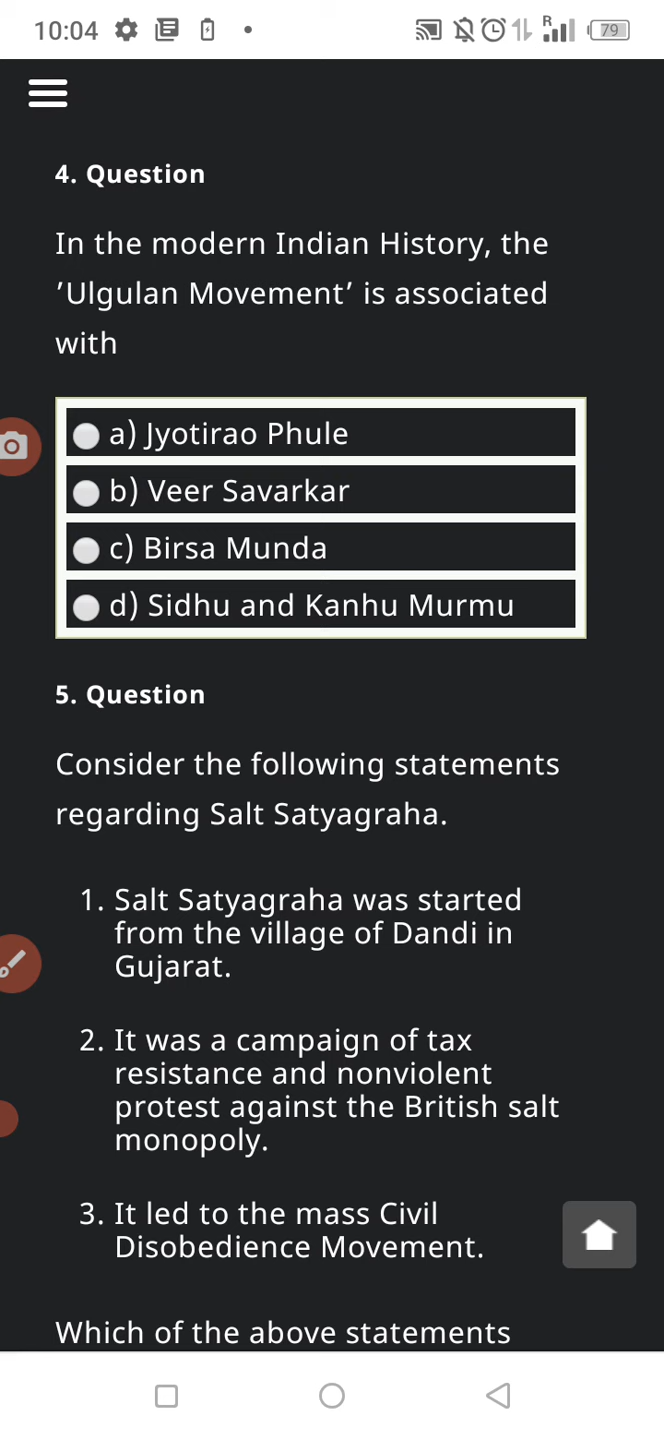 10:04
R
79
4. Question
In the modern Indian History, the
’Ulgulan Movement’ is associated
with
a) Jyotirao Phule
b) Veer Savarkar
c) Birsa Munda
d) Sidhu and Kanhu Murmu
5. Question
Consider the following statements
regarding Salt Satyagraha.
1. Salt Satyagraha was started
from the village of Dandi in
Gujarat.
2. It was a campaign of tax
resistance and nonviolent
protest against the British salt
monopoly.
3. It led to the mass Civil
Disobedience Movement.
Which of the above statements